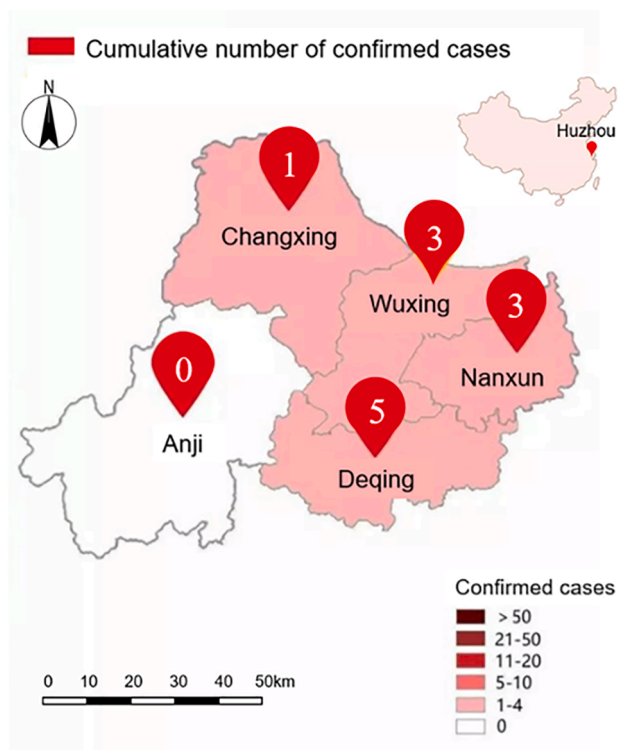 Cumulative number of confirmed cases
N
Huzhou
1
Changxing
3
Wuxing
3
Nanxun
0
Anji
5
Deqing
Confirmed cases
> 50
21-50
11-20
5-10
1-4
0
0 10 20 30 40 50km